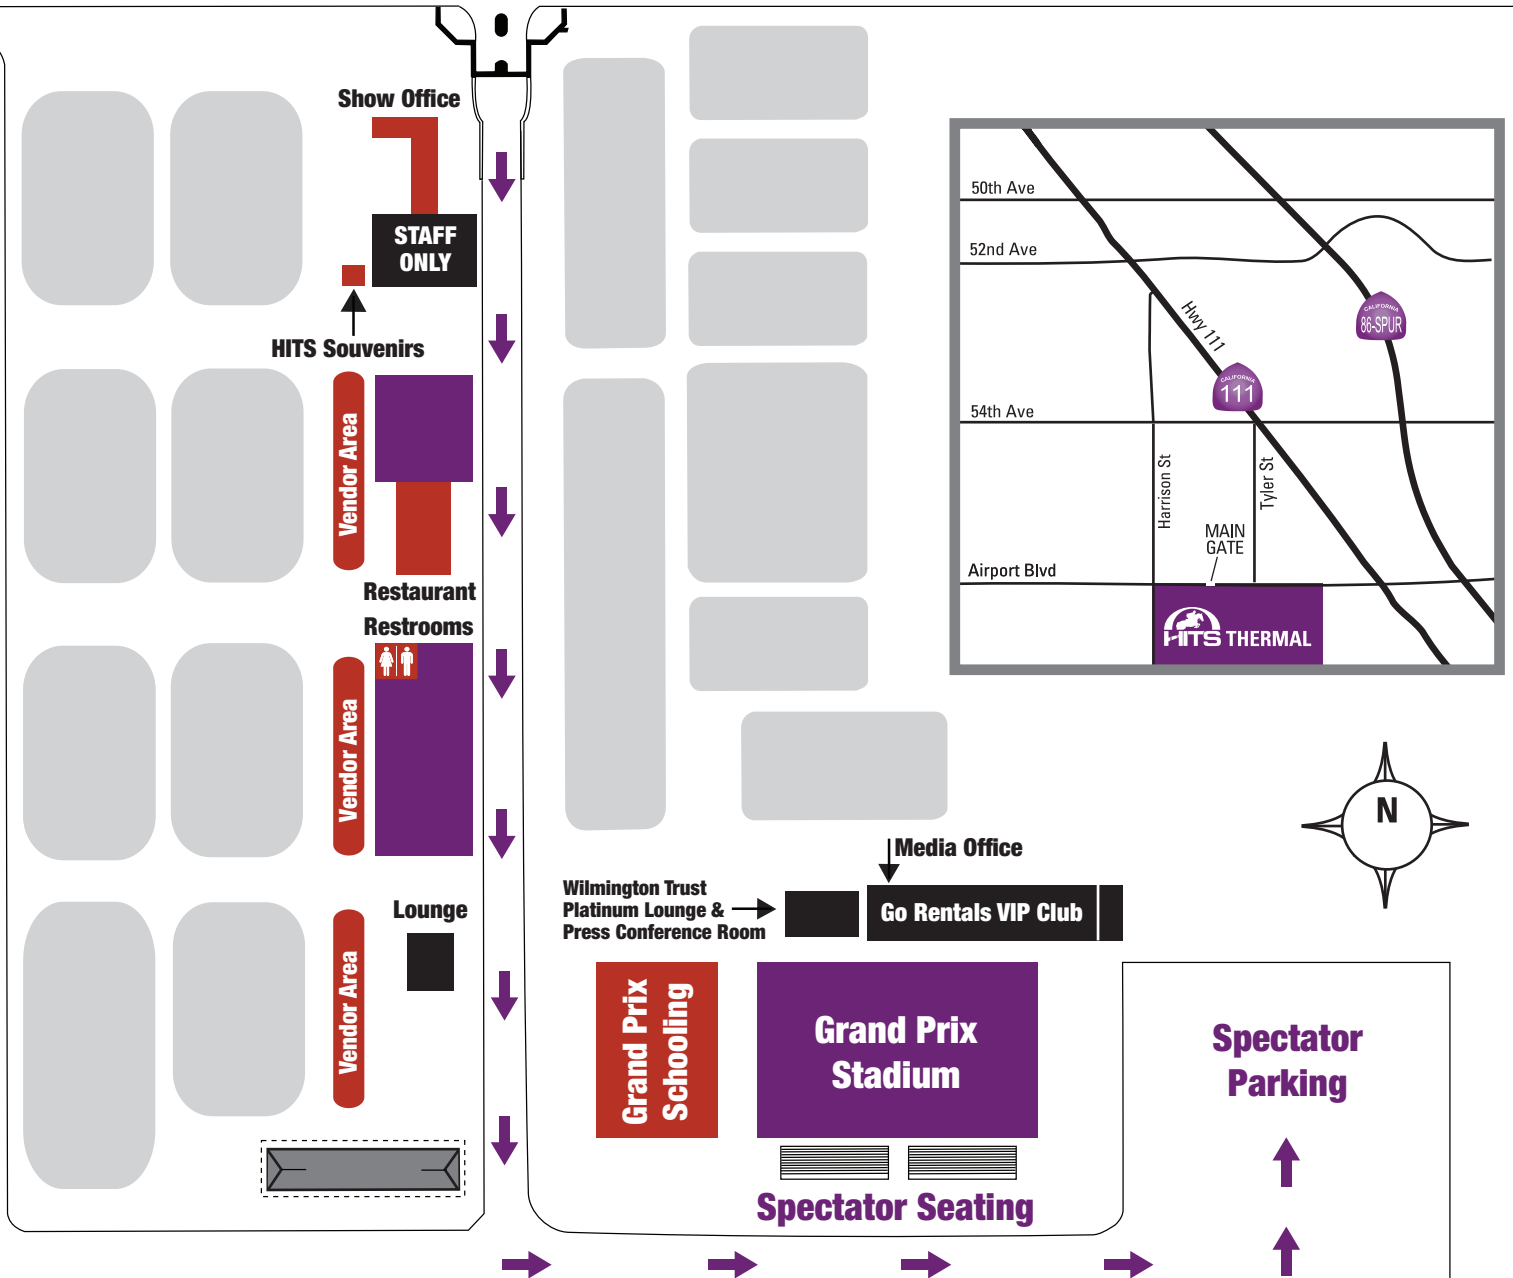 Show Office
STAFF
ONLY
HITS Souvenirs
Vendor Area
Restaurant
Restrooms
Vendor Area
Lounge
Vendor Area
50th Ave
52nd Ave
Hwy 111
CALIFORNIA
86-SPUR
CALIFORNIA
111
54th Ave
Harrison St
Tyler St
MAIN
GATE
Airport Blvd
HITS THERMAL
N
Media Office
Wilmington Trust
Platinum Lounge &
Press Conference Room
Go Rentals VIP Club
Grand Prix
Schooling
Grand Prix
Stadium
Spectator
Parking
Spectator Seating